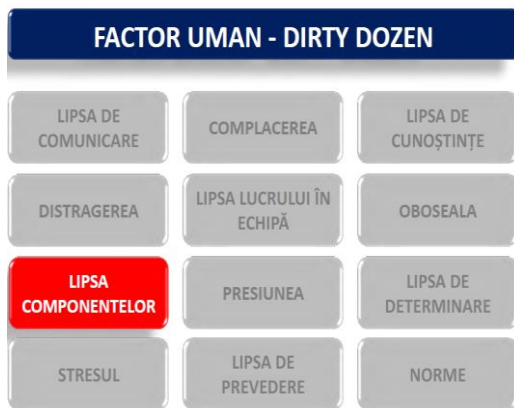 FACTOR UMAN - DIRTY DOZEN
LIPSA DE
COMUNICARE
COMPLACEREA
LIPSA DE
CUNOȘTINȚE
DISTRAGEREA
LIPSA LUCRULUI ÎN
ECHIPĂ
OBOSEALA
LIPSA
COMPONENTELOR
PRESIUNEA
LIPSA DE
DETERMINARE
STRESUL
LIPSA DE
PREVEDERE
NORME